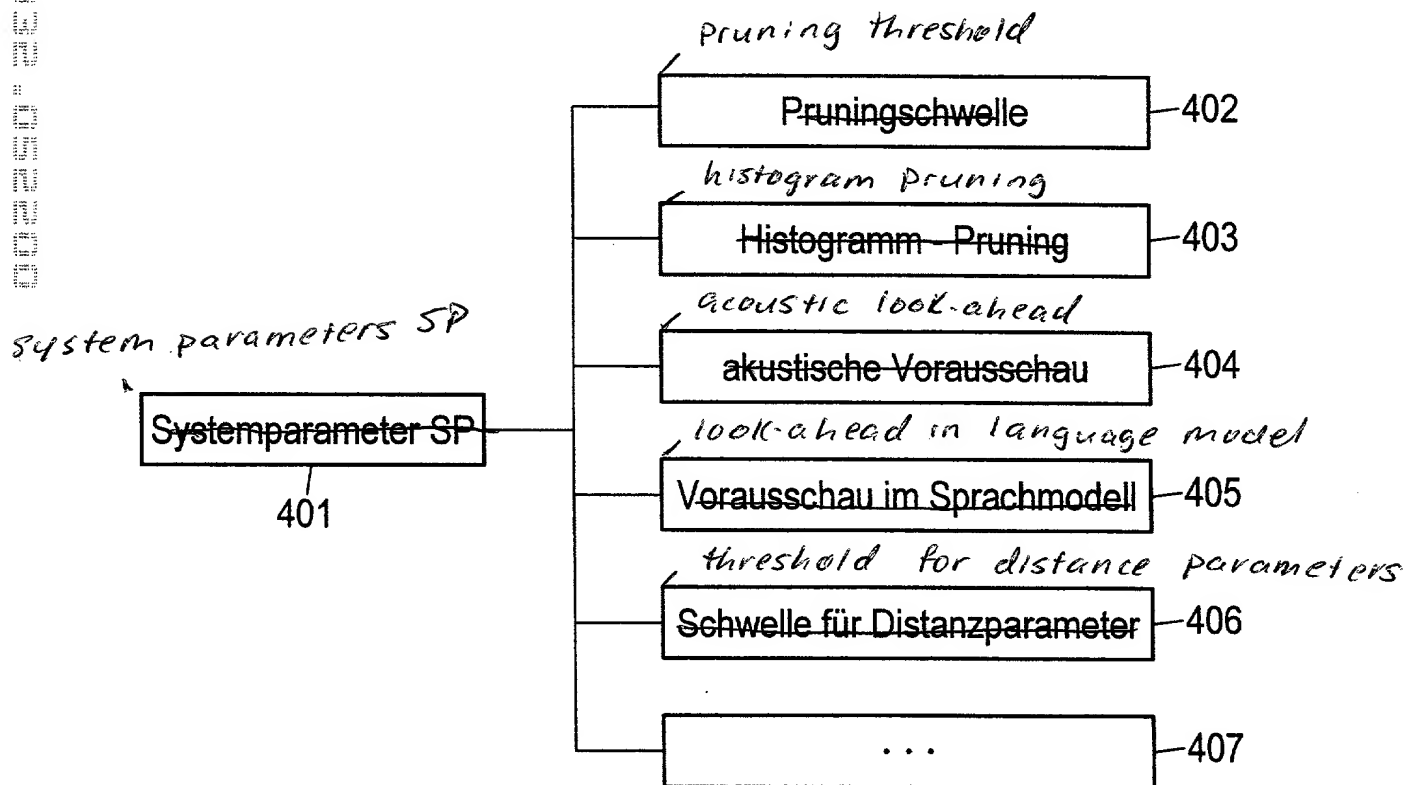 pruning threshold
Pruningschwelle
402
histogram pruning
Histogramm - Pruning
403
acoustic look-ahead
akustische Vorausschau
404
system parameters SP
Systemparameter SP
401
look-ahead in language model
Vorausschau im Sprachmodell
405
threshold for distance parameters
Schwelle für Distanzparameter
406
. . .
407